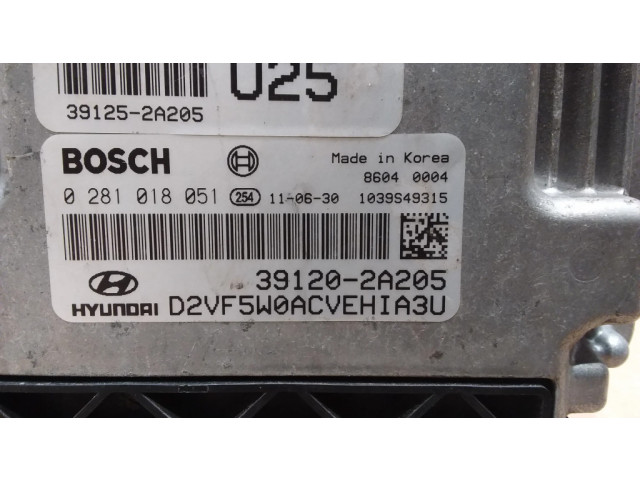 U25
39125-2A205
BOSCH Made in Korea
8604 0004
0 281 018 051 254 11-06-30 1039S49315
39120-2A205
HYUNDAI D2VF5W0ACVEHIA3U